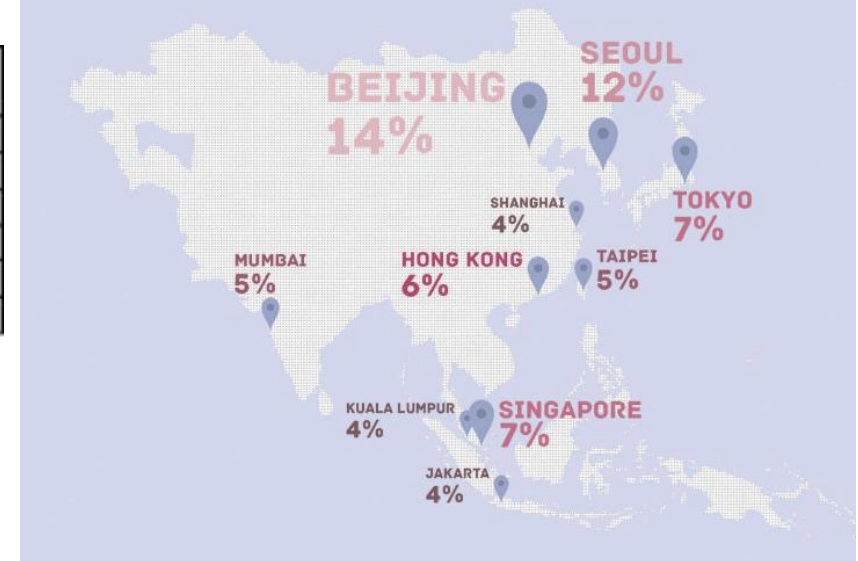 SEOUL
12%
BEIJING
14%
TOKYO
7%
SHANGHAI
4%
MUMBAI
5%
HONG KONG
6%
TAIPEI
5%
KUALA LUMPUR
4%
SINGAPORE
7%
JAKARTA
4%